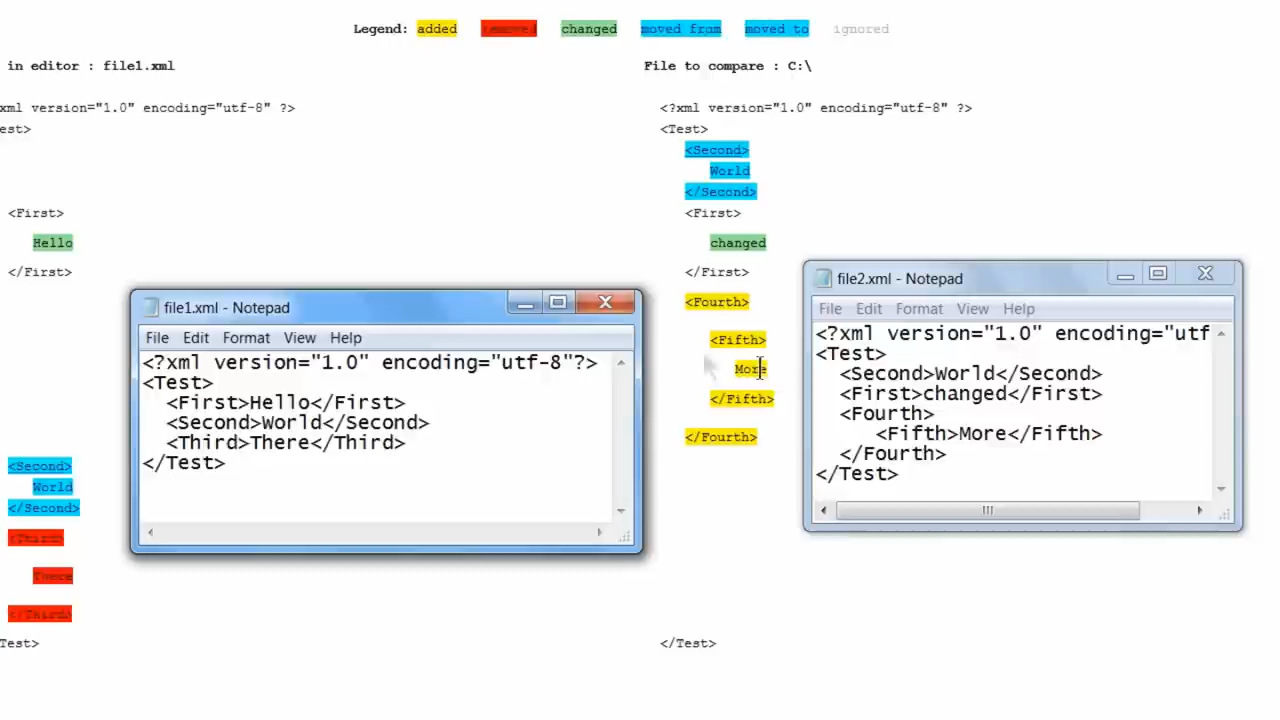 Legend: added removed changed moved from moved to ignored
in editor : file1.xml
xml version="1.0" encoding="utf-8" ?>
est>
<First>
Hello
</First>
<Second>
World
</Second>
<Third>
There
</Third>
Test>
File to compare : C:\
<?xml version="1.0" encoding="utf-8" ?>
<Test>
<Second>
World
</Second>
<First>
changed
</First>
<Fourth>
<Fifth>
More
</Fifth>
</Fourth>
</Test>
file1.xml - Notepad
File Edit Format View Help
<?xml version="1.0" encoding="utf-8"?>
<Test>
<First>Hello</First>
<Second>World</Second>
<Third>There</Third>
</Test>
file2.xml - Notepad
File Edit Format View Help
<?xml version="1.0" encoding="utf
<Test>
<Second>World</Second>
<First>changed</First>
<Fourth>
<Fifth>More</Fifth>
</Fourth>
</Test>